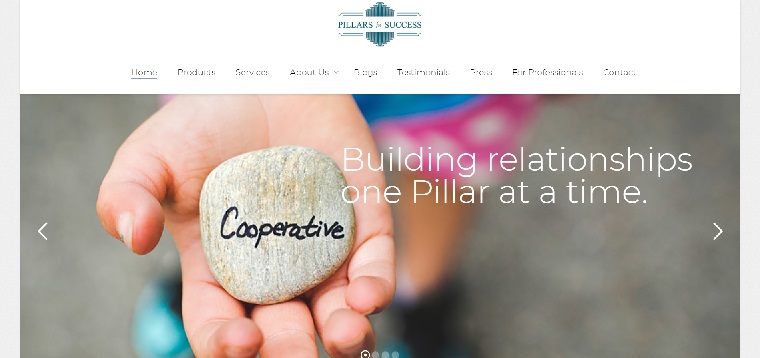 PILLARS for SUCCESS
Home Products Services About Us Blogs Testimonials Press For Professionals Contact
Building relationships
one Pillar at a time.
Cooperative